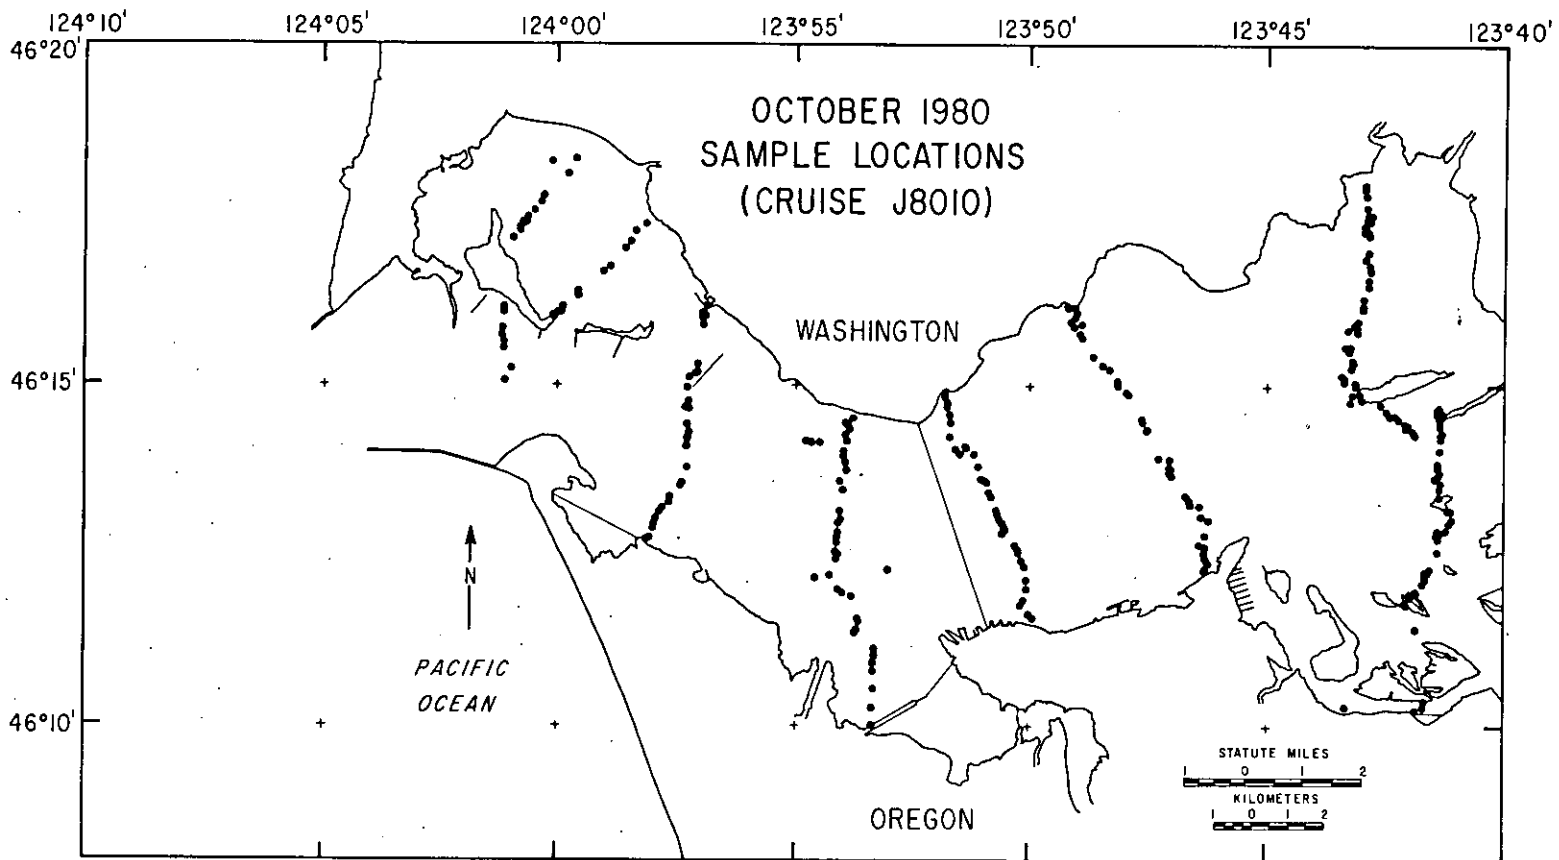 124°10' 124°05' 124°00' 123°55' 123°50' 123°45' 123°40'
46°20'
OCTOBER 1980
SAMPLE LOCATIONS
(CRUISE J8010)
WASHINGTON
46°15'
N
PACIFIC
OCEAN
46°10'
STATUTE MILES
1 0 1 2
KILOMETERS
1 0 1 2
OREGON